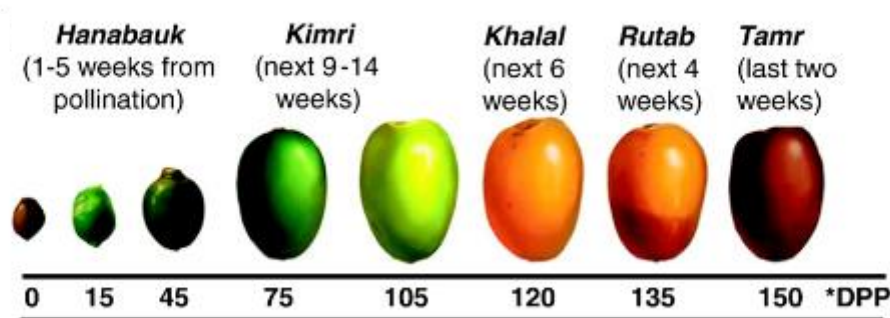 Hanabauk Kimri Khalal Rutab Tamr
(1-5 weeks from (next 9-14 (next 6 (next 4 (last two
pollination) weeks) weeks) weeks) weeks)
0 15 45 75 105 120 135 150 *DPP